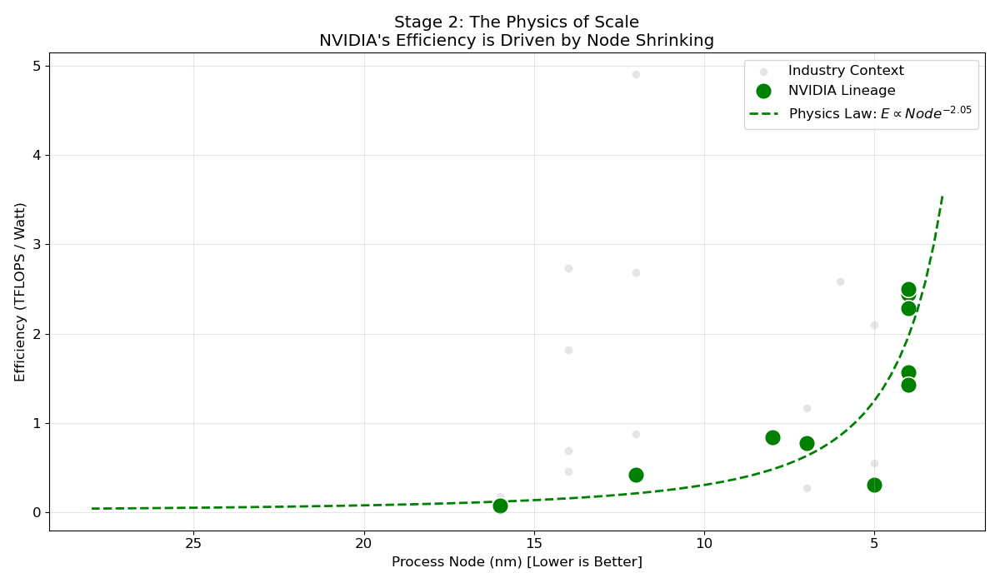 Stage 2: The Physics of Scale
NVIDIA's Efficiency is Driven by Node Shrinking
Industry Context
NVIDIA Lineage
Physics Law: E ∝ Node^−2.05
Efficiency (TFLOPS / Watt)
5
4
3
2
1
0
25
20
15
10
5
Process Node (nm) [Lower is Better]